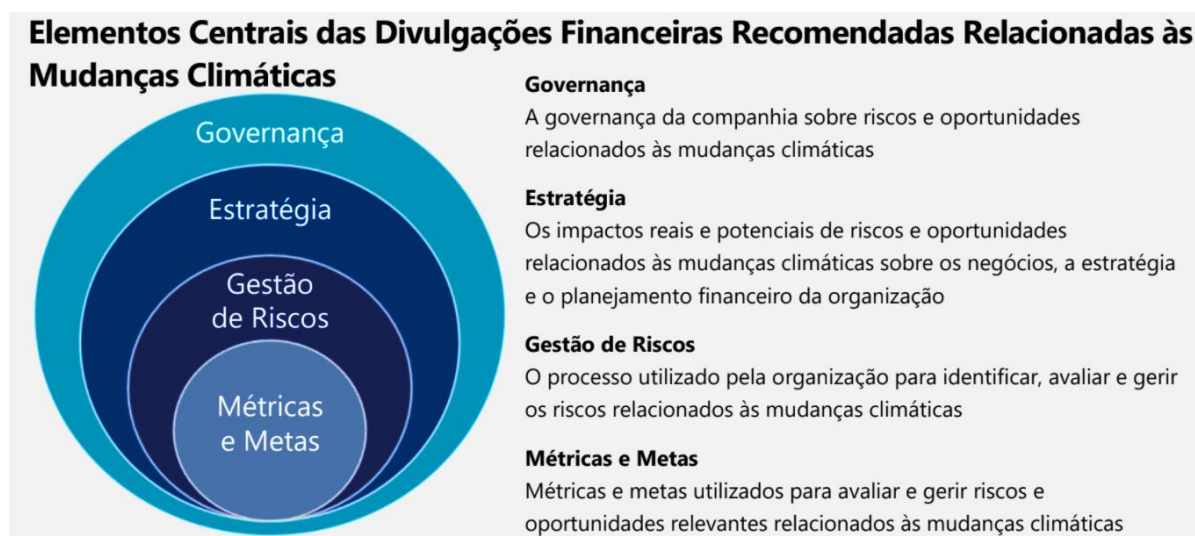 Elementos Centrais das Divulgações Financeiras Recomendadas Relacionadas às
Mudanças Climáticas
Governança
Estratégia
Gestão
de Riscos
Métricas
e Metas
Governança
A governança da companhia sobre riscos e oportunidades
relacionados às mudanças climáticas
Estratégia
Os impactos reais e potenciais de riscos e oportunidades
relacionados às mudanças climáticas sobre os negócios, a estratégia
e o planejamento financeiro da organização
Gestão de Riscos
O processo utilizado pela organização para identificar, avaliar e gerir
os riscos relacionados às mudanças climáticas
Métricas e Metas
Métricas e metas utilizados para avaliar e gerir riscos e
oportunidades relevantes relacionados às mudanças climáticas